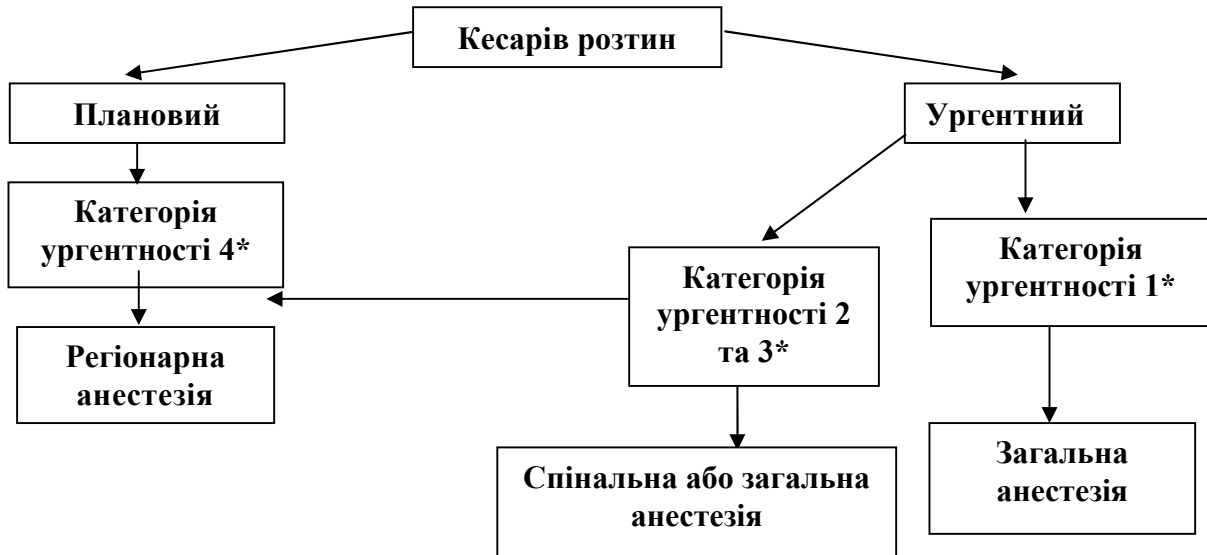 Кесарів розтин
Плановий
Ургентний
Категорія
ургентності 4*
Категорія
ургентності 2
та 3*
Категорія
ургентності 1*
Регіонарна
анестезія
Спінальна або загальна
анестезія
Загальна
анестезія